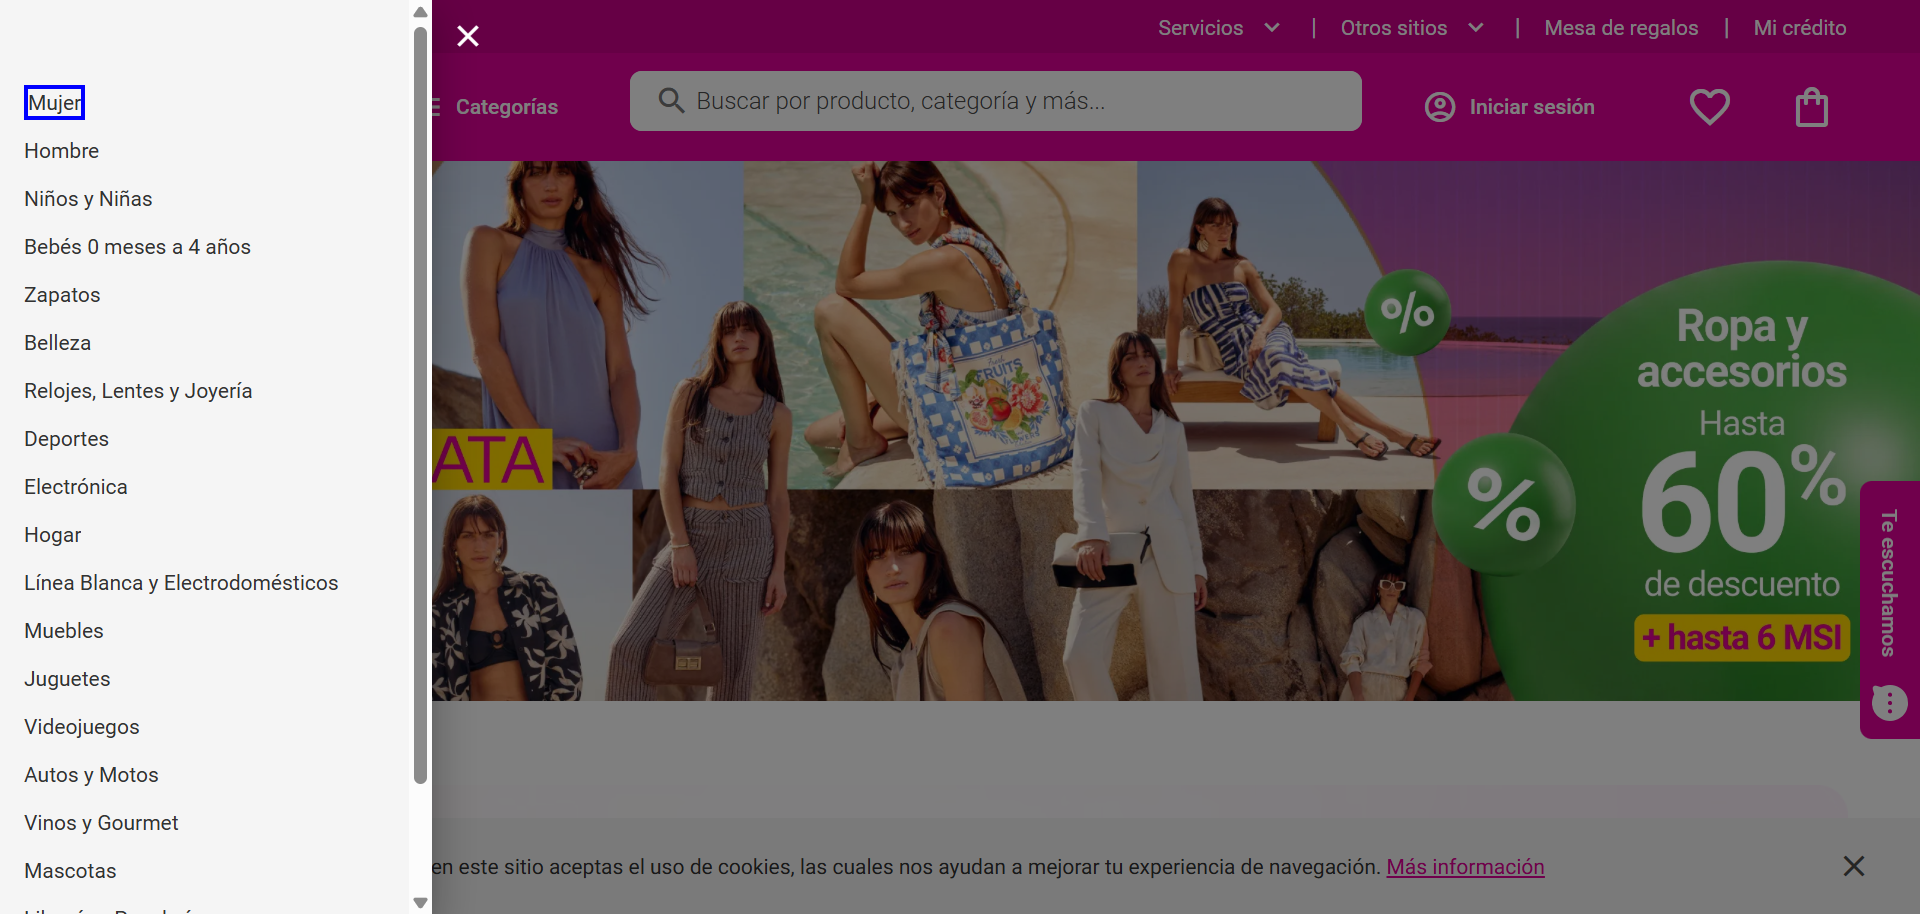 Servicios | Otros sitios | Mesa de regalos | Mi crédito
Categorías
Buscar por producto, categoría y más...
Iniciar sesión
Mujer
Hombre
Niños y Niñas
Bebés 0 meses a 4 años
Zapatos
Belleza
Relojes, Lentes y Joyería
Deportes
Electrónica
Hogar
Línea Blanca y Electrodomésticos
Muebles
Juguetes
Videojuegos
Autos y Motos
Vinos y Gourmet
Mascotas
ATA
FRUITS
%
%
Ropa y
accesorios
Hasta
60%
de descuento
+ hasta 6 MSI
Te escuchamos
en este sitio aceptas el uso de cookies, las cuales nos ayudan a mejorar tu experiencia de navegación. Más información